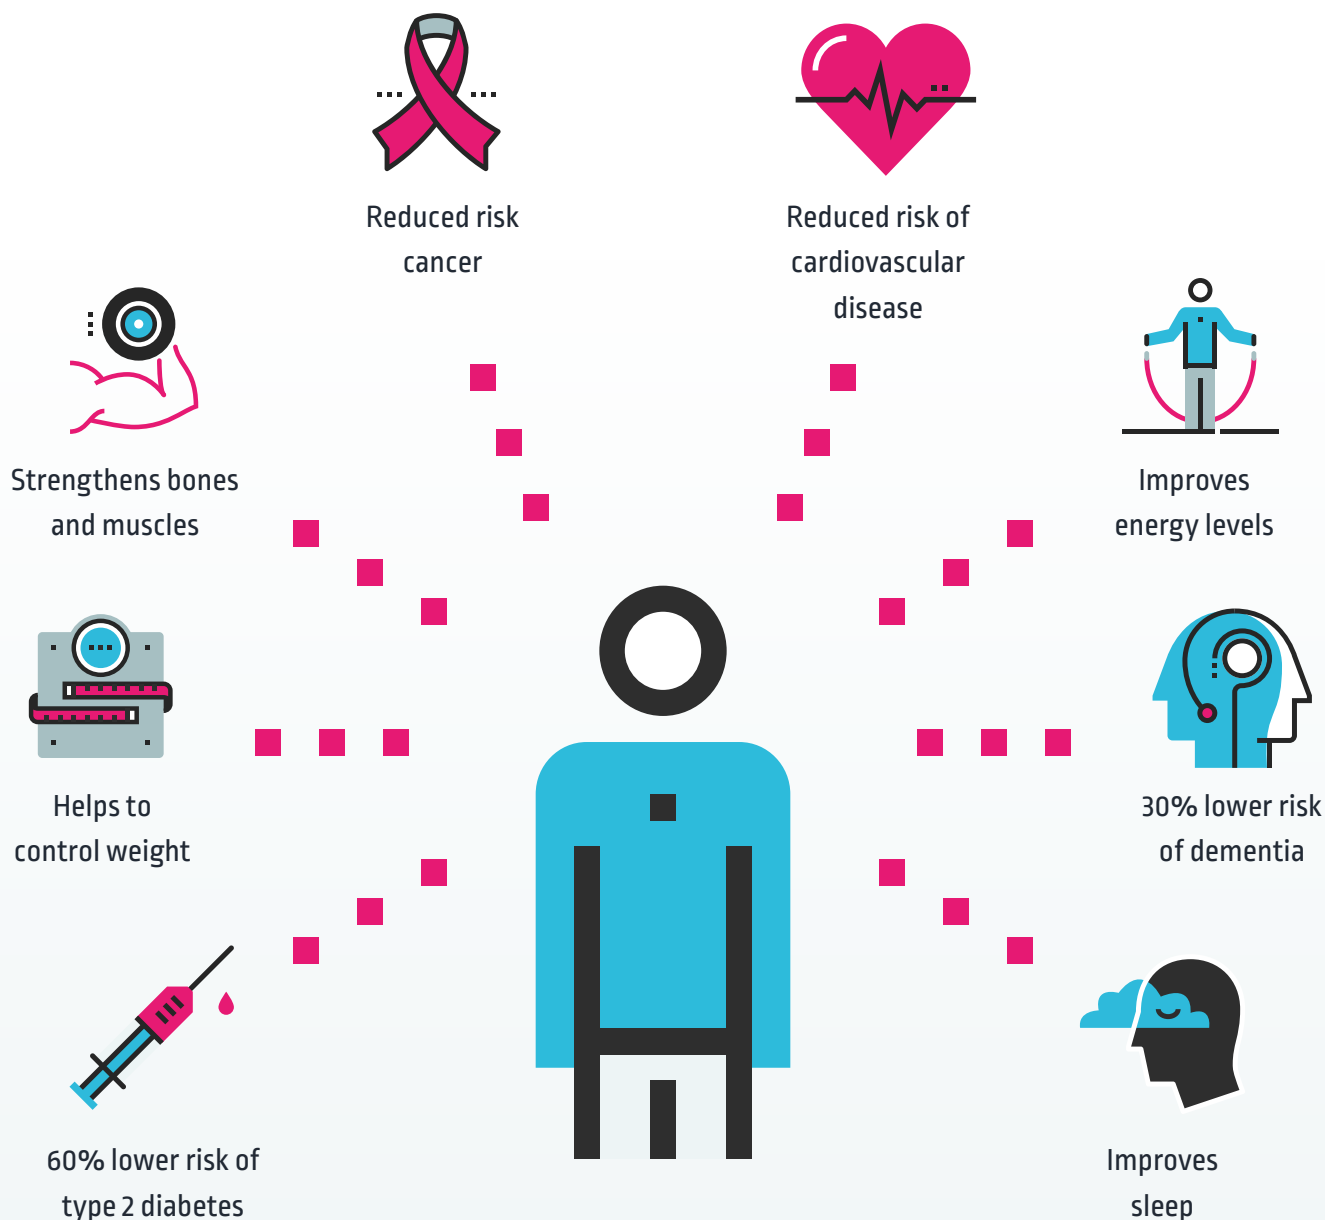 Reduced risk
cancer
Reduced risk of
cardiovascular
disease
Strengthens bones
and muscles
Improves
energy levels
Helps to
control weight
30% lower risk
of dementia
60% lower risk of
type 2 diabetes
Improves
sleep